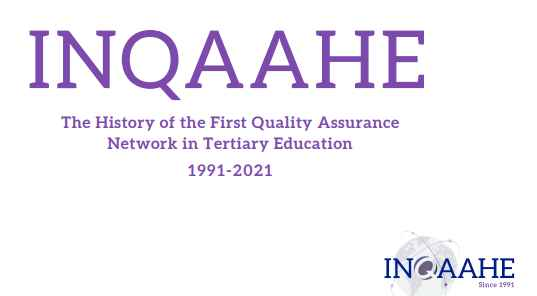 INQAAHE
The History of the First Quality Assurance
Network in Tertiary Education
1991-2021
INQAAHE
Since 1991